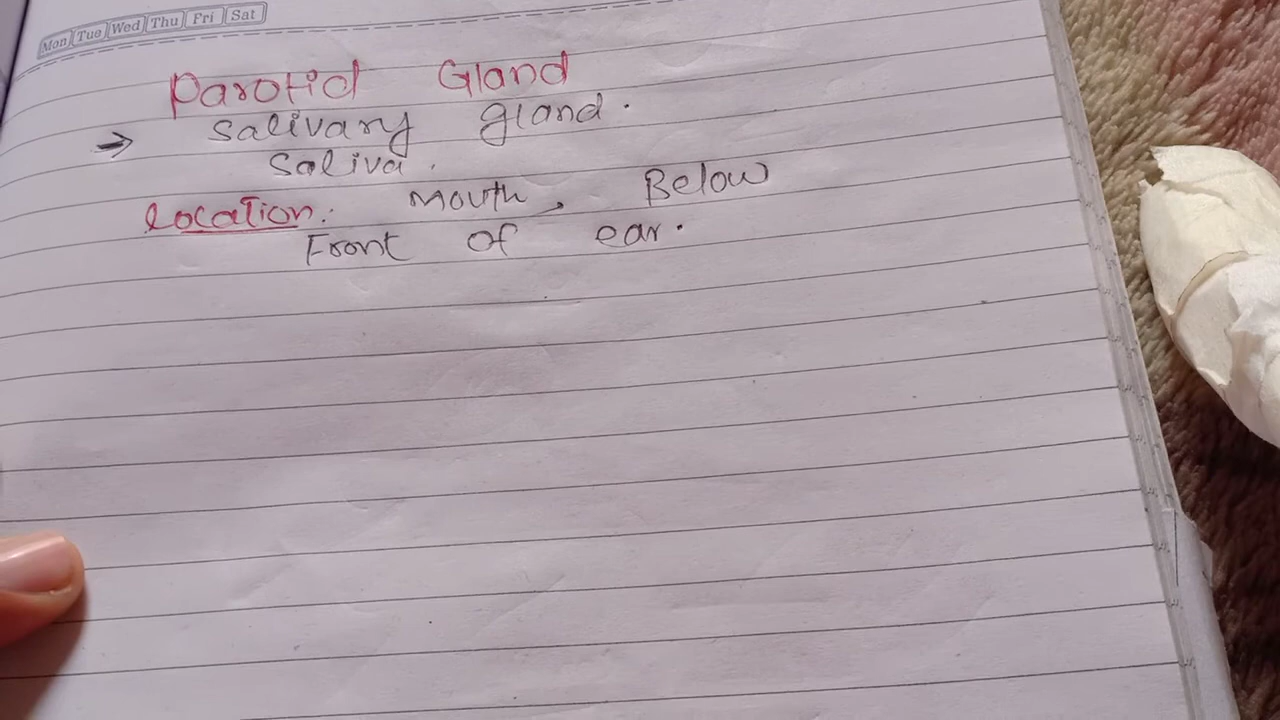 Mon Tue Wed Thu Fri Sat
Parotid Gland
→ salivary gland.
saliva.
location: Mouth, Below
Front of ear.